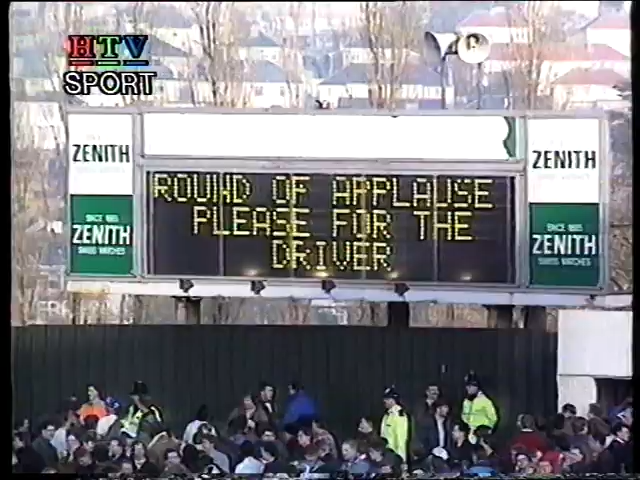 HTV
SPORT
ZENITH
SINCE 1865
ZENITH
SWISS WATCHES
ROUND OF APPLAUSE
PLEASE FOR THE
DRIVER
ZENITH
SINCE 1865
ZENITH
SWISS WATCHES